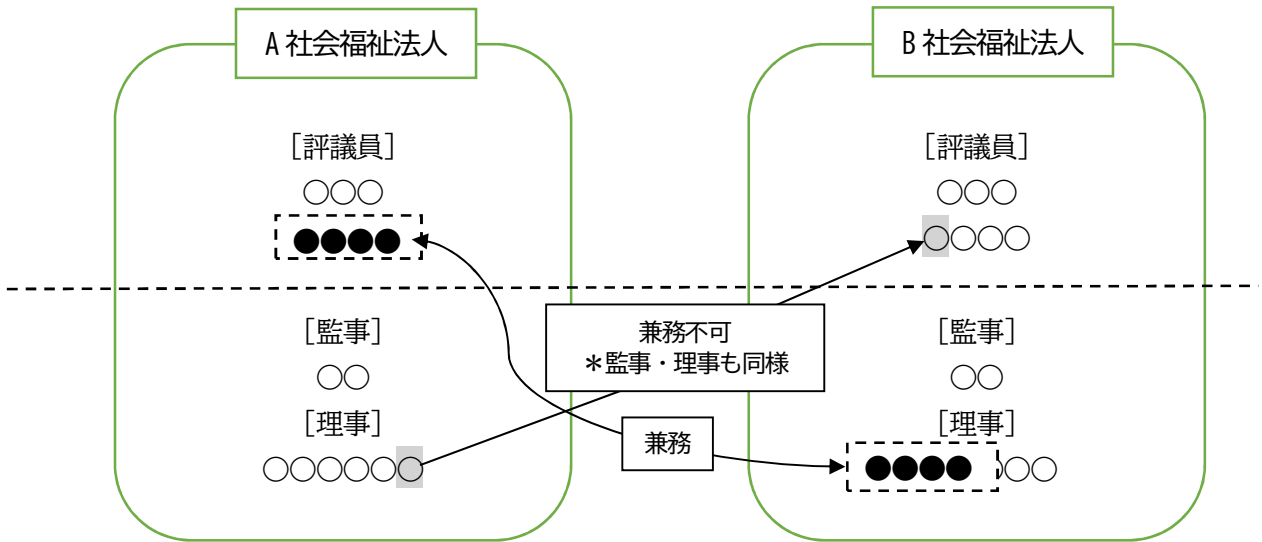 A 社会福祉法人
[評議員]
○○○
●●●●
[監事]
○○
[理事]
○○○○○○
B 社会福祉法人
[評議員]
○○○
○○○○
[監事]
○○
[理事]
●●●●○○○
兼務不可
＊監事・理事も同様
兼務